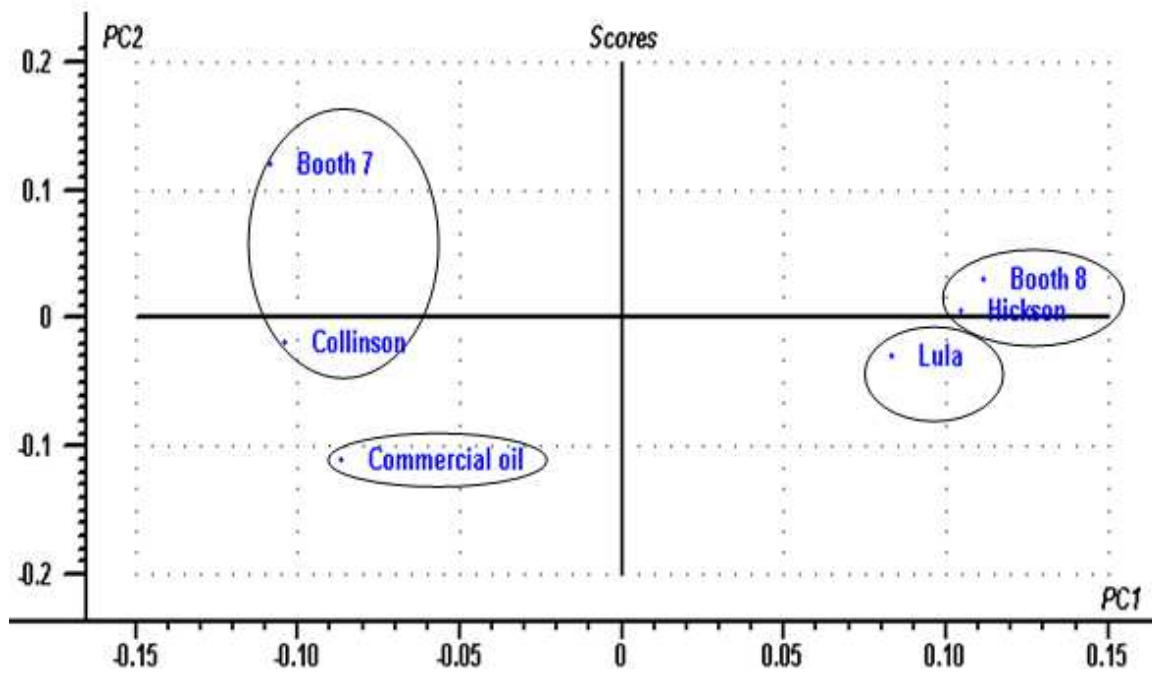 PC2
Scores
0.2
Booth 7
0.1
Booth 8
Hickson
0
Collinson
Lula
-0.1
Commercial oil
-0.2
PC1
-0.15 -0.10 -0.05 0 0.05 0.10 0.15